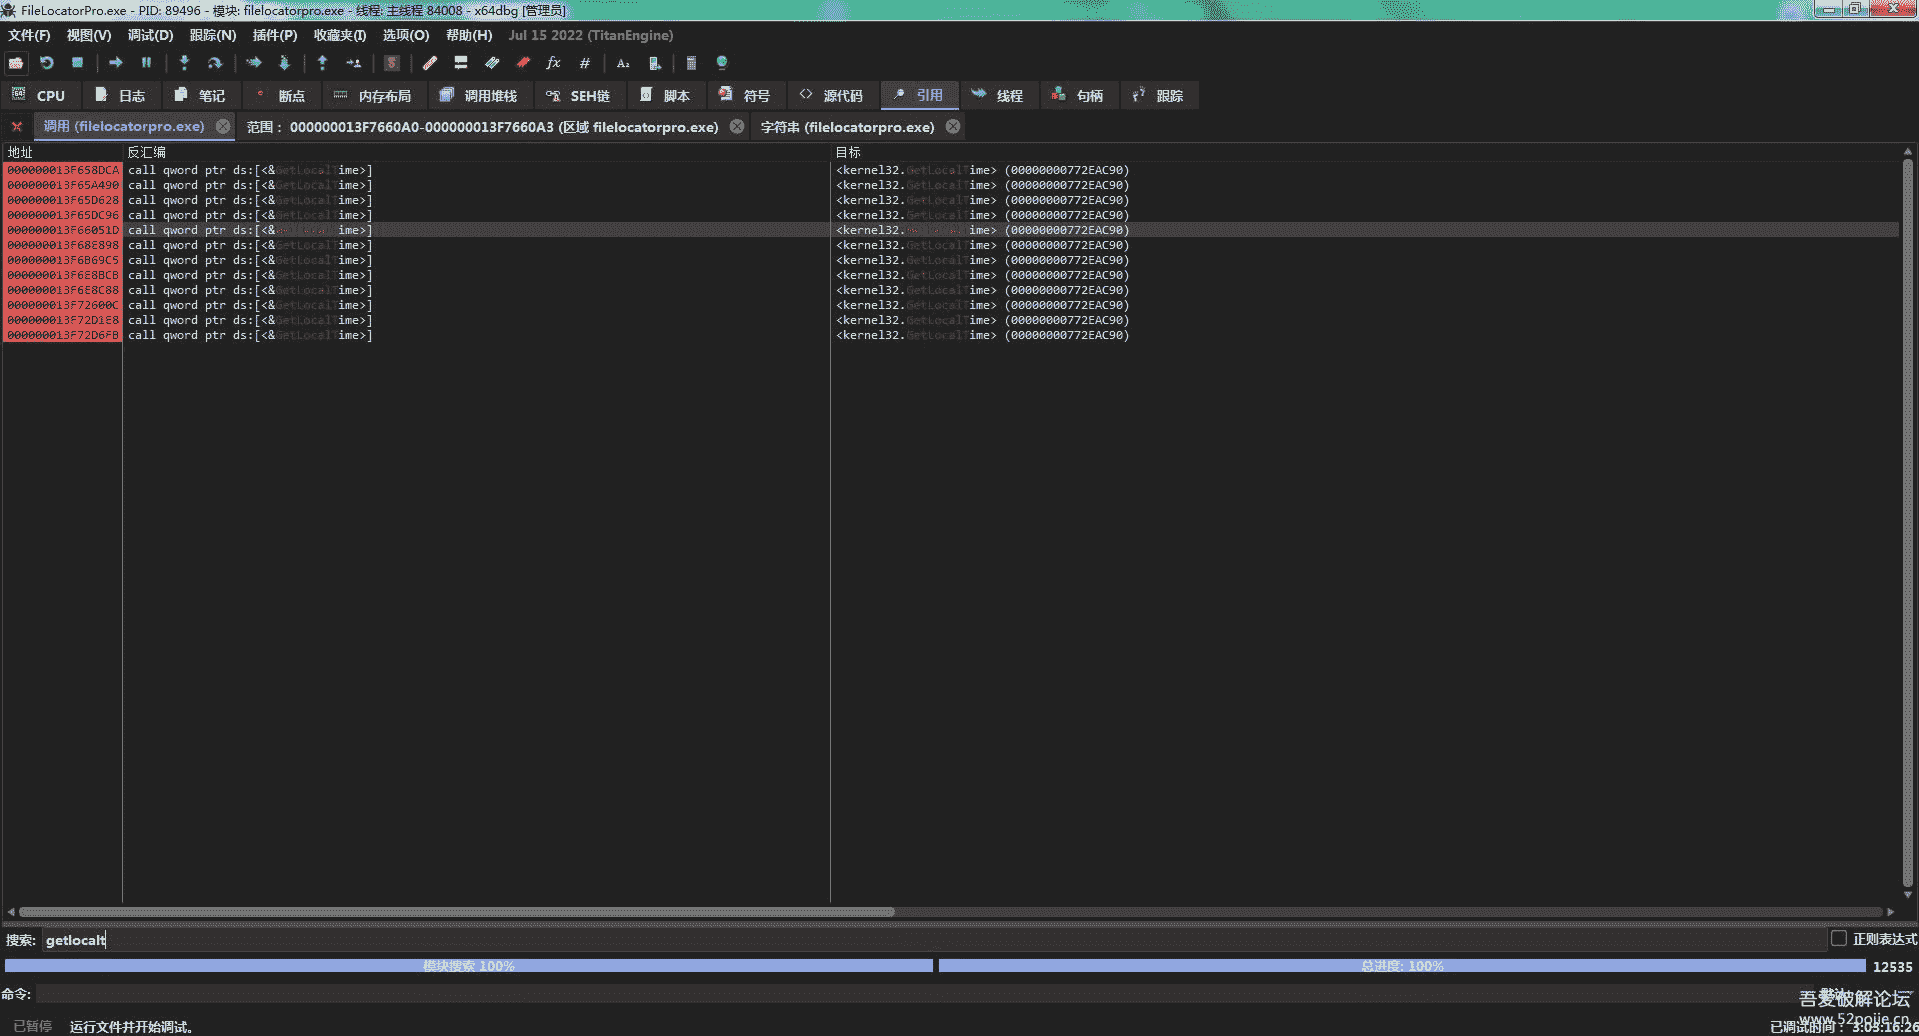 FileLocatorPro.exe - PID: 89496 - 模块: filelocatorpro.exe - 线程: 主线程 84008 - x64dbg [管理员]
文件(F) 视图(V) 调试(D) 跟踪(N) 插件(P) 收藏夹(I) 选项(O) 帮助(H) Jul 15 2022 (TitanEngine)
CPU 日志 笔记 断点 内存布局 调用堆栈 SEH链 脚本 符号 源代码 引用 线程 句柄 跟踪
调用 (filelocatorpro.exe) 范围： 000000013F7660A0-000000013F7660A3 (区域 filelocatorpro.exe) 字符串 (filelocatorpro.exe)
地址 反汇编 目标
000000013F658DCA call qword ptr ds:[<&GetLocalTime>] <kernel32.GetLocalTime> (00000000772EAC90)
000000013F65A490 call qword ptr ds:[<&GetLocalTime>] <kernel32.GetLocalTime> (00000000772EAC90)
000000013F65D628 call qword ptr ds:[<&GetLocalTime>] <kernel32.GetLocalTime> (00000000772EAC90)
000000013F65DC96 call qword ptr ds:[<&GetLocalTime>] <kernel32.GetLocalTime> (00000000772EAC90)
000000013F66051D call qword ptr ds:[<& ime>] <kernel32. ime> (00000000772EAC90)
000000013F68E898 call qword ptr ds:[<&GetLocalTime>] <kernel32.GetLocalTime> (00000000772EAC90)
000000013F6B69C5 call qword ptr ds:[<&GetLocalTime>] <kernel32.GetLocalTime> (00000000772EAC90)
000000013F6E8BCB call qword ptr ds:[<&GetLocalTime>] <kernel32.GetLocalTime> (00000000772EAC90)
000000013F6E8C88 call qword ptr ds:[<&GetLocalTime>] <kernel32.GetLocalTime> (00000000772EAC90)
000000013F72600C call qword ptr ds:[<&GetLocalTime>] <kernel32.GetLocalTime> (00000000772EAC90)
000000013F72D1E8 call qword ptr ds:[<&GetLocalTime>] <kernel32.GetLocalTime> (00000000772EAC90)
000000013F72D6FB call qword ptr ds:[<&GetLocalTime>] <kernel32.GetLocalTime> (00000000772EAC90)
搜索: getlocalt 正则表达式
模块搜索 100% 总进度: 100% 12535
命令:
吾爱破解论坛
www.52pojie.cn
已暂停 运行文件并开始调试。 已调试时间： 3:05:16:26